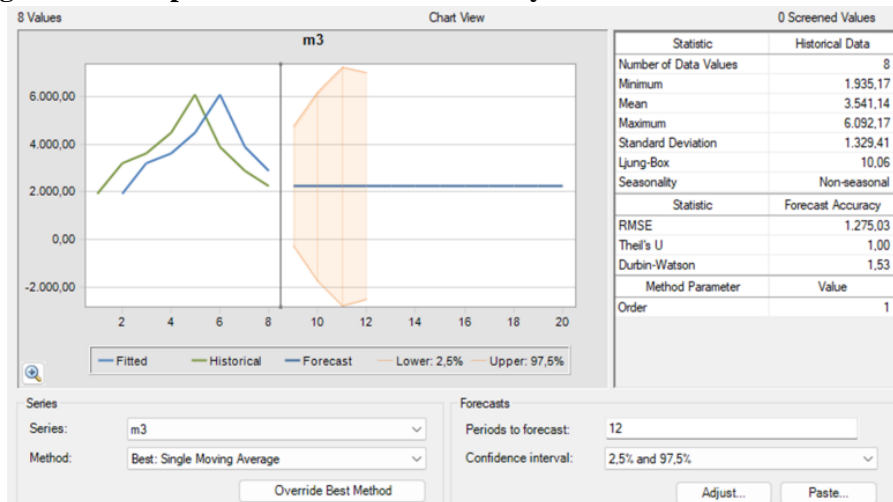 8 Values Chart View 0 Screened Values
m3
6.000,00
4.000,00
2.000,00
0,00
-2.000,00
2 4 6 8 10 12 14 16 18 20
Fitted Historical Forecast Lower: 2,5% Upper: 97,5%
Statistic Historical Data
Number of Data Values 8
Minimum 1.935,17
Mean 3.541,14
Maximum 6.092,17
Standard Deviation 1.329,41
Ljung-Box 10,06
Seasonality Non-seasonal
Statistic Forecast Accuracy
RMSE 1.275,03
Theil's U 1,00
Durbin-Watson 1,53
Method Parameter Value
Order 1
Series
Series: m3
Method: Best: Single Moving Average
Override Best Method
Forecasts
Periods to forecast: 12
Confidence interval: 2,5% and 97,5%
Adjust... Paste...